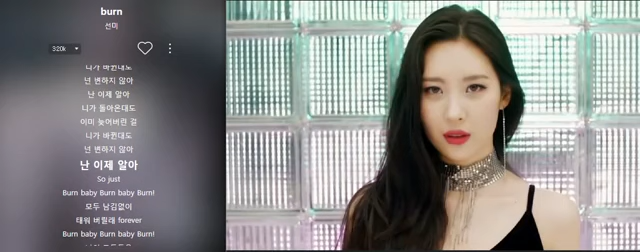 burn
선미
320k
니가 바뀐대도
넌 변하지 않아
난 이제 알아
니가 돌아온대도
이미 늦어버린 걸
니가 바뀐대도
넌 변하지 않아
난 이제 알아
So just
Burn baby Burn baby Burn!
모두 남김없이
태워 버릴래 forever
Burn baby Burn baby Burn!